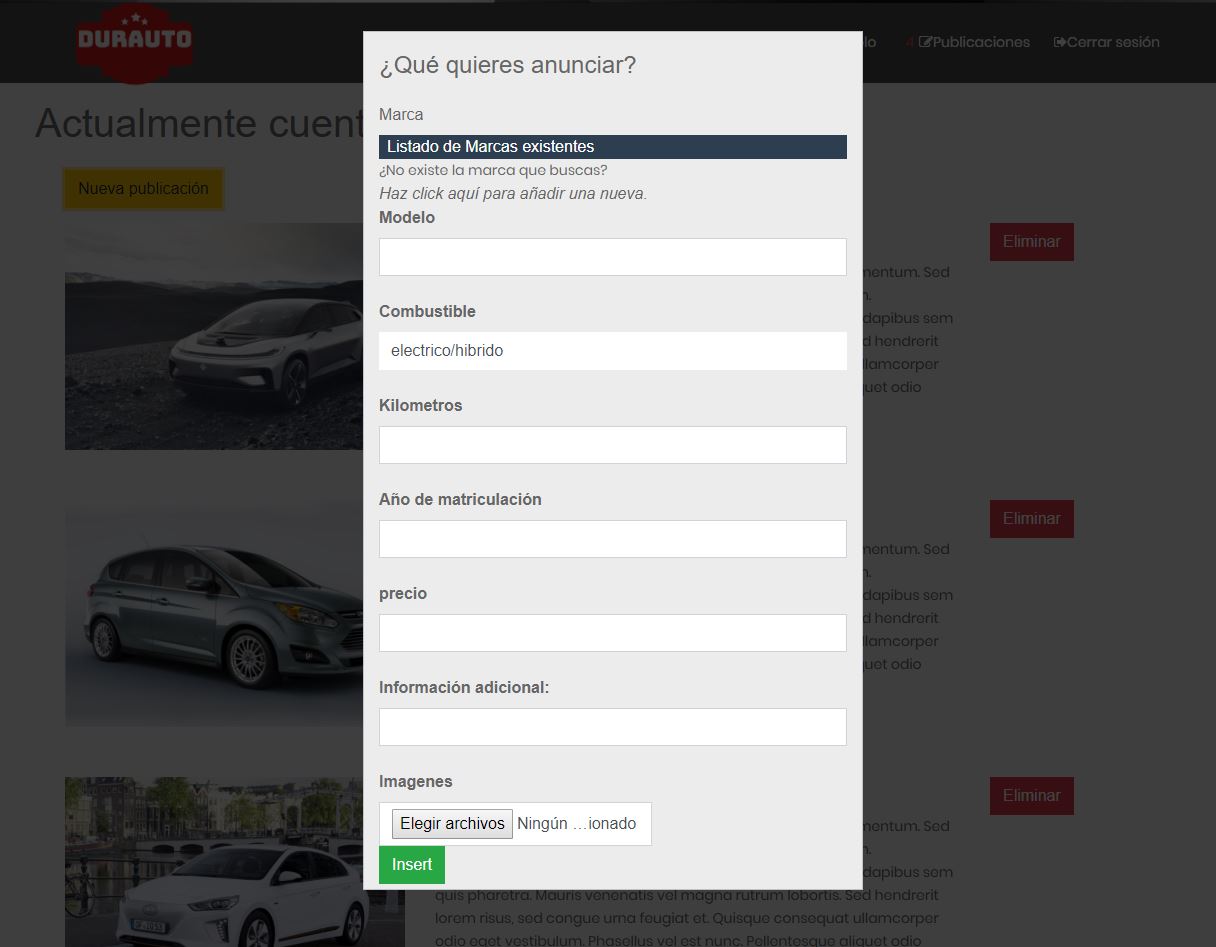 DURAUTO
lo
4 Publicaciones
Cerrar sesión
Actualmente cuent
Nueva publicación
¿Qué quieres anunciar?
Marca
Listado de Marcas existentes
¿No existe la marca que buscas?
Haz click aquí para añadir una nueva.
Modelo
Combustible
electrico/hibrido
Kilometros
Año de matriculación
precio
Información adicional:
Imagenes
Elegir archivos Ningún …ionado
Insert
Eliminar
mentum. Sed
n.
dapibus sem
d hendrerit
llamcorper
quet odio
Eliminar
mentum. Sed
n.
dapibus sem
d hendrerit
llamcorper
quet odio
Eliminar
mentum. Sed
n.
dapibus sem
quis pharetra. Mauris venenatis vel magna rutrum lobortis. Sed hendrerit
lorem risus, sed congue urna feugiat et. Quisque consequat ullamcorper
odio eget vestibulum. Phasellus vel est nunc. Pellentesque aliquet odio